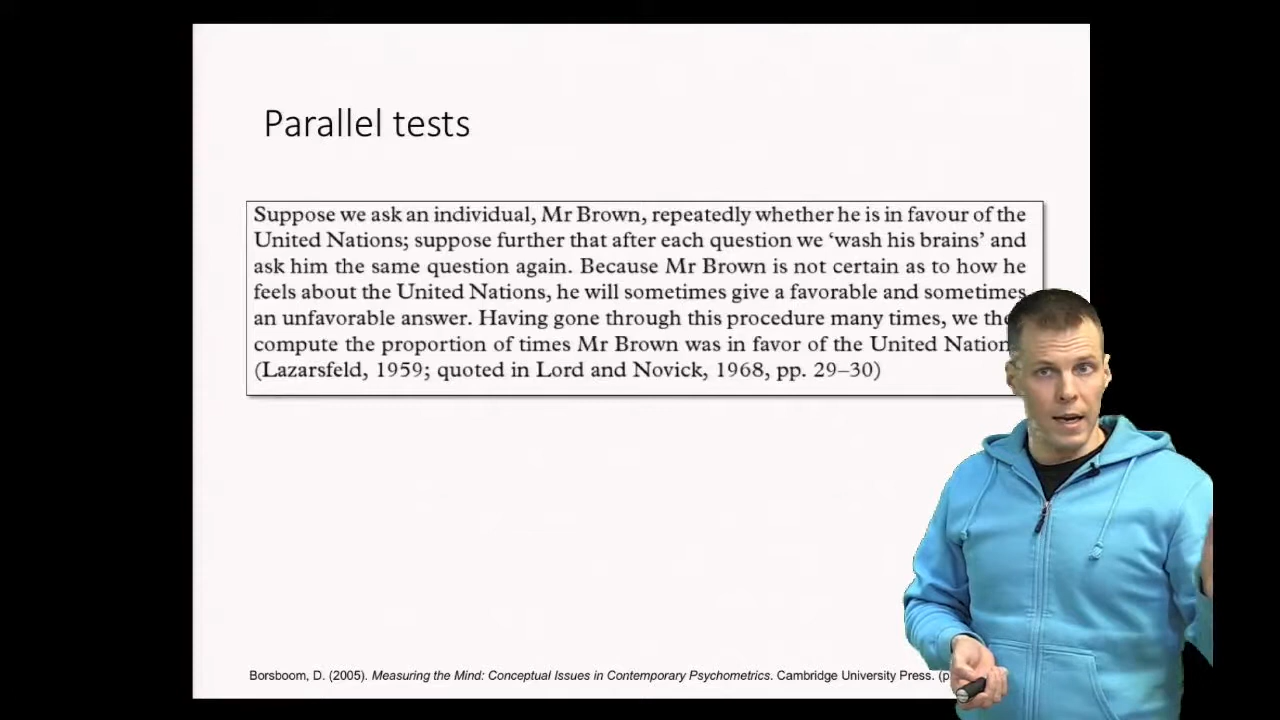 Parallel tests
Suppose we ask an individual, Mr Brown, repeatedly whether he is in favour of the
United Nations; suppose further that after each question we ‘wash his brains’ and
ask him the same question again. Because Mr Brown is not certain as to how he
feels about the United Nations, he will sometimes give a favorable and sometimes
an unfavorable answer. Having gone through this procedure many times, we
compute the proportion of times Mr Brown was in favor of the United
(Lazarsfeld, 1959; quoted in Lord and Novick, 1968, pp. 29–30)
Borsboom, D. (2005). Measuring the Mind: Conceptual Issues in Contemporary Psychometrics. Cambridge University Press.